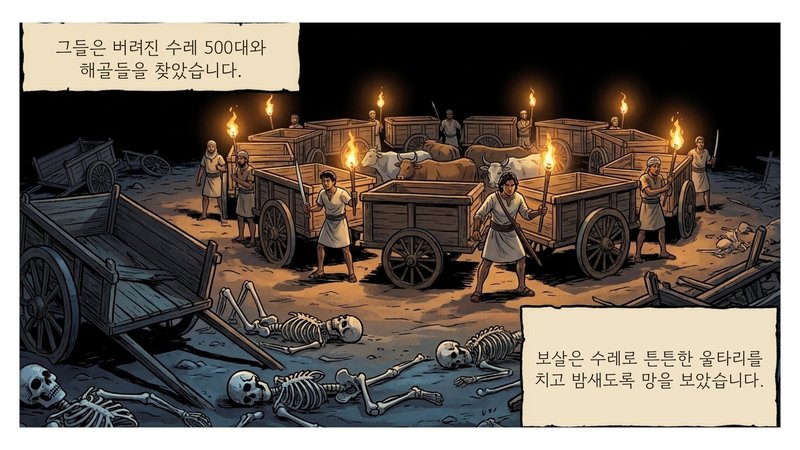 그들은 버려진 수레 500대와
해골들을 찾았습니다.
보살은 수레로 튼튼한 울타리를
치고 밤새도록 망을 보았습니다.